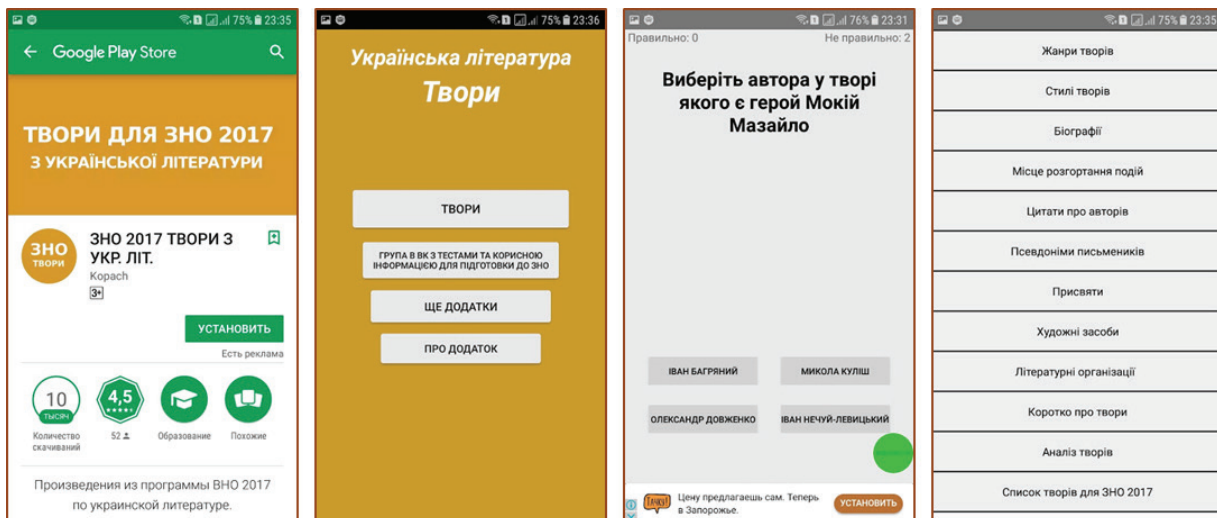 75% 23:35
Google Play Store
ТВОРИ ДЛЯ ЗНО 2017
З УКРАЇНСЬКОЇ ЛІТЕРАТУРИ
ЗНО
ТВОРИ
ЗНО 2017 ТВОРИ З
УКР. ЛІТ.
Kopach
3+
УСТАНОВИТЬ
Есть реклама
10
ТЫСЯЧ
4,5
Количество
скачиваний
52
Образование
Похожие
Произведения из программы ВНО 2017
по украинской литературе.
75% 23:36
Українська література
Твори
ТВОРИ
ГРУПА В ВК З ТЕСТАМИ ТА КОРИСНОЮ
ІНФОРМАЦІЄЮ ДЛЯ ПІДГОТОВКИ ДО ЗНО
ЩЕ ДОДАТКИ
ПРО ДОДАТОК
76% 23:31
Правильно: 0
Не правильно: 2
Виберіть автора у творі
якого є герой Мокій
Мазайло
ІВАН БАГРЯНИЙ
МИКОЛА КУЛІШ
ОЛЕКСАНДР ДОВЖЕНКО
ІВАН НЕЧУЙ-ЛЕВИЦЬКИЙ
Цену предлагаешь сам. Теперь
в Запорожье.
УСТАНОВИТЬ
75% 23:35
Жанри творів
Стилі творів
Біографії
Місце розгортання подій
Цитати про авторів
Псевдоніми письмеників
Присвяти
Художні засоби
Літературні організації
Коротко про твори
Аналіз творів
Список творів для ЗНО 2017